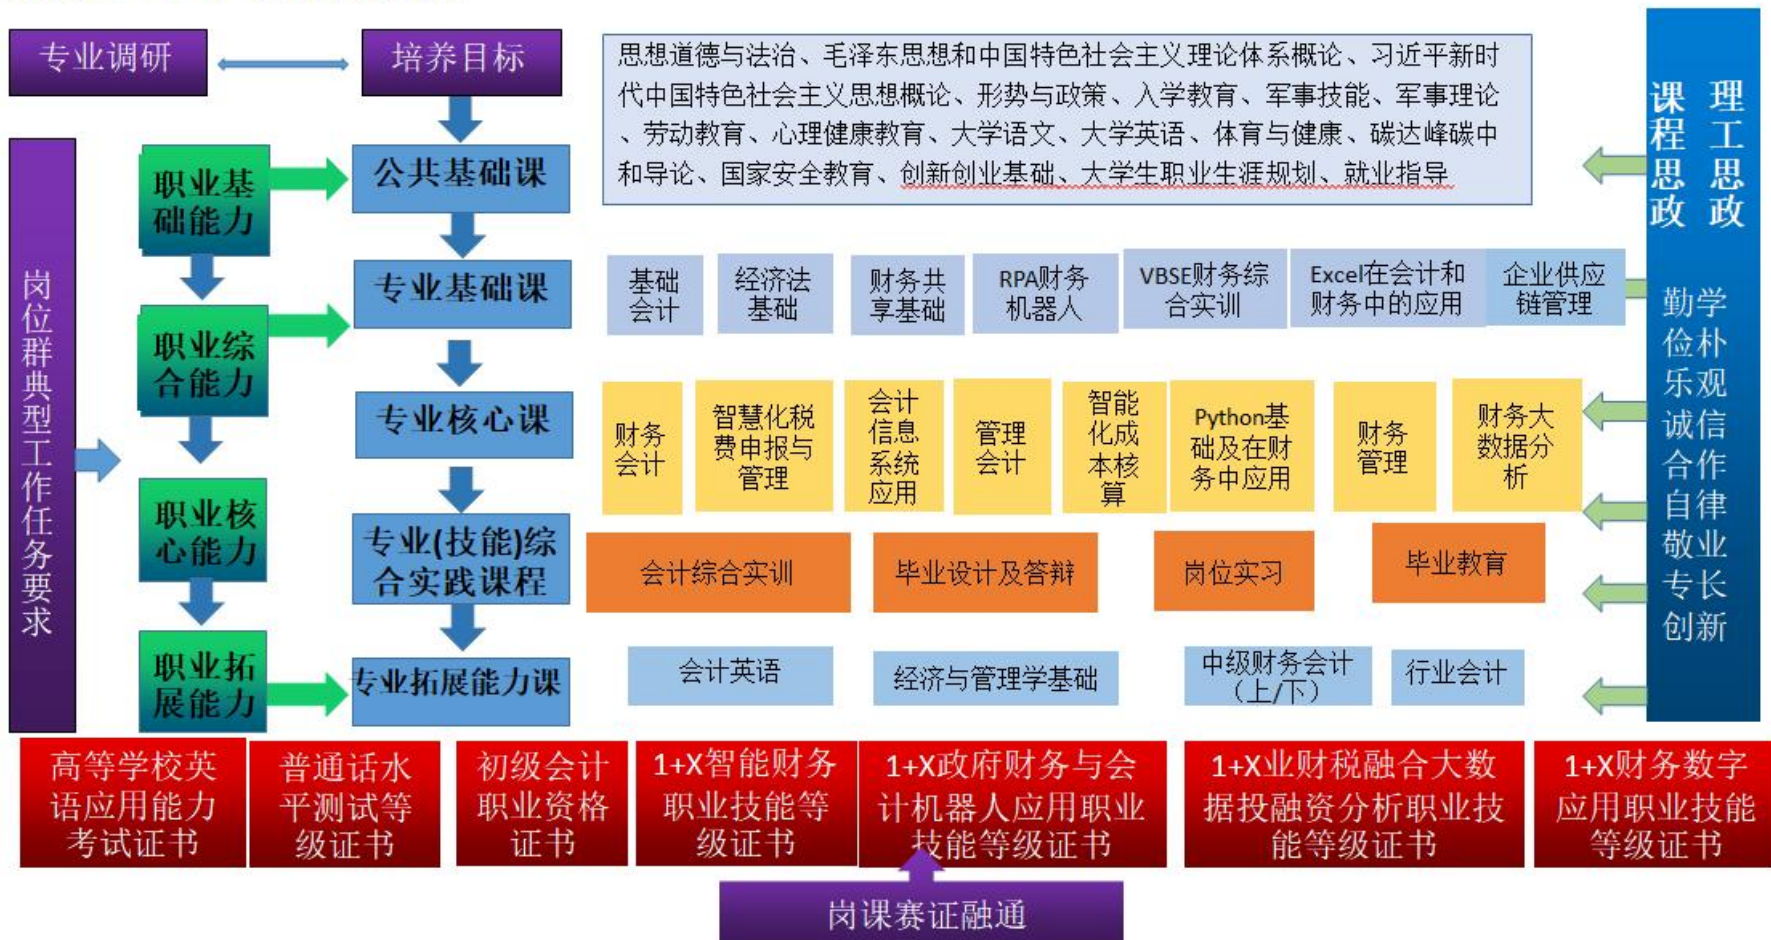 专业调研
培养目标
思想道德与法治、毛泽东思想和中国特色社会主义理论体系概论、习近平新时
代中国特色社会主义思想概论、形势与政策、入学教育、军事技能、军事理论
、劳动教育、心理健康教育、大学语文、大学英语、体育与健康、碳达峰碳中
和导论、国家安全教育、创新创业基础、大学生职业生涯规划、就业指导
岗位群典型工作任务要求
职业基
础能力
职业综
合能力
职业核
心能力
职业拓
展能力
公共基础课
专业基础课
专业核心课
专业(技能)综
合实践课程
专业拓展能力课
基础
会计
经济法
基础
财务共
享基础
RPA财务
机器人
VBSE财务综
合实训
Excel在会计和
财务中的应用
企业供应
链管理
财务
会计
智慧化税
费申报与
管理
会计
信息
系统
应用
管理
会计
智能
化成
本核
算
Python基
础及在财
务中应用
财务
管理
财务大
数据分
析
会计综合实训
毕业设计及答辩
岗位实习
毕业教育
会计英语
经济与管理学基础
中级财务会计
（上/下）
行业会计
理工思政
课程思政
勤学
俭朴
乐观
诚信
合作
自律
敬业
专长
创新
高等学校英
语应用能力
考试证书
普通话水
平测试等
级证书
初级会计
职业资格
证书
1+X智能财务
职业技能等
级证书
1+X政府财务与会
计机器人应用职业
技能等级证书
1+X业财税融合大数
据投融资分析职业技
能等级证书
1+X财务数字
应用职业技能
等级证书
岗课赛证融通